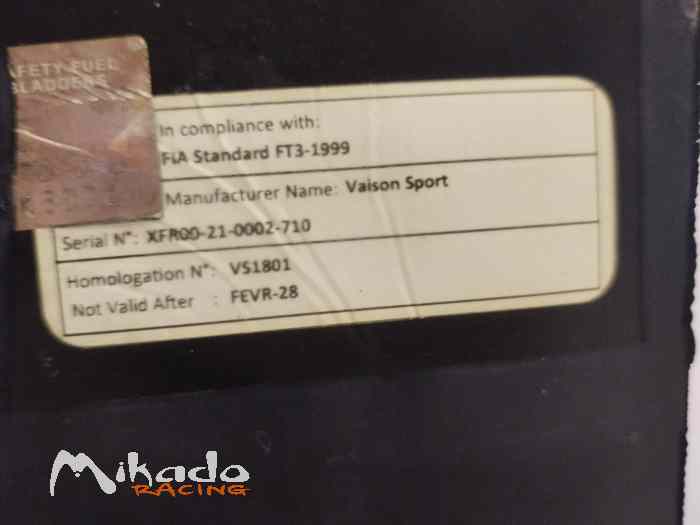 AFETY FUEL
BLADDERS
In compliance with:
FIA Standard FT3-1999
Manufacturer Name: Vaison Sport
Serial N°: XFR00-21-0002-710
Homologation N°: VS1801
Not Valid After : FEVR-28
Mikado
RACING